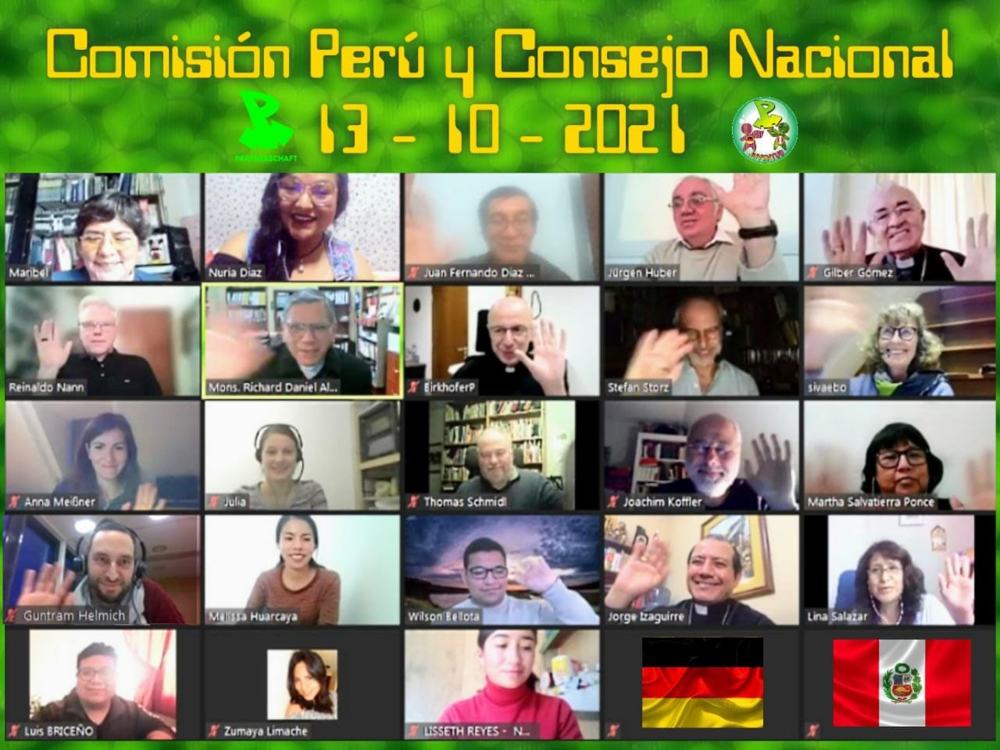 Comisión Perú y Consejo Nacional
13 - 10 - 2021
PARTNERSCHAFT
JUVENTUD
Maribel
Nuria Diaz
Juan Fernando Diaz ...
Jürgen Huber
Gilber Gómez
Reinaldo Nann
Mons. Richard Daniel Al...
BirkhoferP
Stefan Storz
sivaebo
Anna Meißner
Julia
Thomas Schmidl
Joachim Koffler
Martha Salvatierra Ponce
Guntram Helmich
Melissa Huarcaya
Wilson Bellota
Jorge Izaguirre
Lina Salazar
Luis BRICEÑO
Zumaya Limache
LISSETH REYES - N...